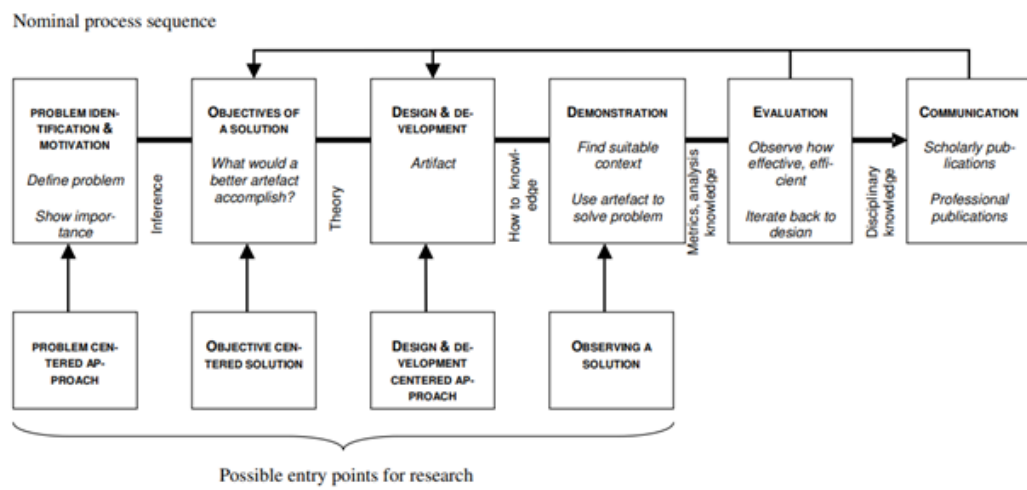 Nominal process sequence
PROBLEM IDEN-
TIFICATION &
MOTIVATION
Define problem
Show impor-
tance
Inference
OBJECTIVES OF
A SOLUTION
What would a
better artefact
accomplish?
Theory
DESIGN & DE-
VELOPMENT
Artifact
How to knowl-
edge
DEMONSTRATION
Find suitable
context
Use artefact to
solve problem
Metrics, analysis
knowledge
EVALUATION
Observe how
effective, effi-
cient
Iterate back to
design
Disciplinary
knowledge
COMMUNICATION
Scholarly pub-
lications
Professional
publications
PROBLEM CEN-
TERED AP-
PROACH
OBJECTIVE CEN-
TERED SOLUTION
DESIGN & DE-
VELOPMENT
CENTERED AP-
PROACH
OBSERVING A
SOLUTION
Possible entry points for research